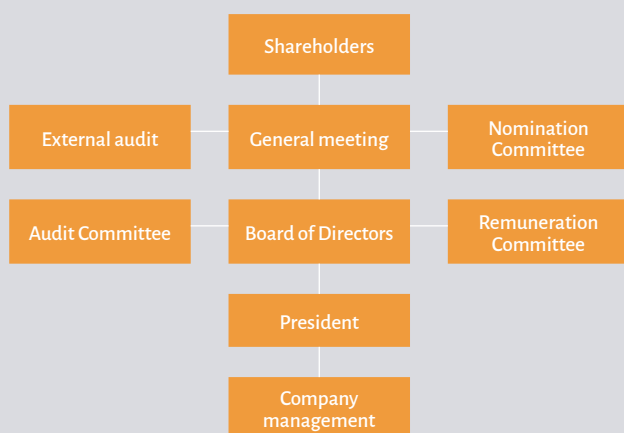 Shareholders
External audit
General meeting
Nomination
Committee
Audit Committee
Board of Directors
Remuneration
Committee
President
Company
management